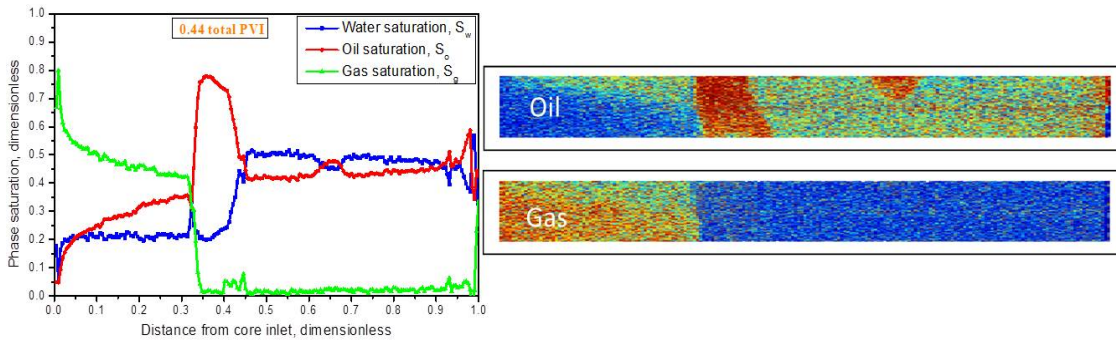 0.44 total PVI
Water saturation, S_w
Oil saturation, S_o
Gas saturation, S_g
Phase saturation, dimensionless
1.0
0.9
0.8
0.7
0.6
0.5
0.4
0.3
0.2
0.1
0.0
0.0 0.1 0.2 0.3 0.4 0.5 0.6 0.7 0.8 0.9 1.0
Distance from core inlet, dimensionless
Oil
Gas